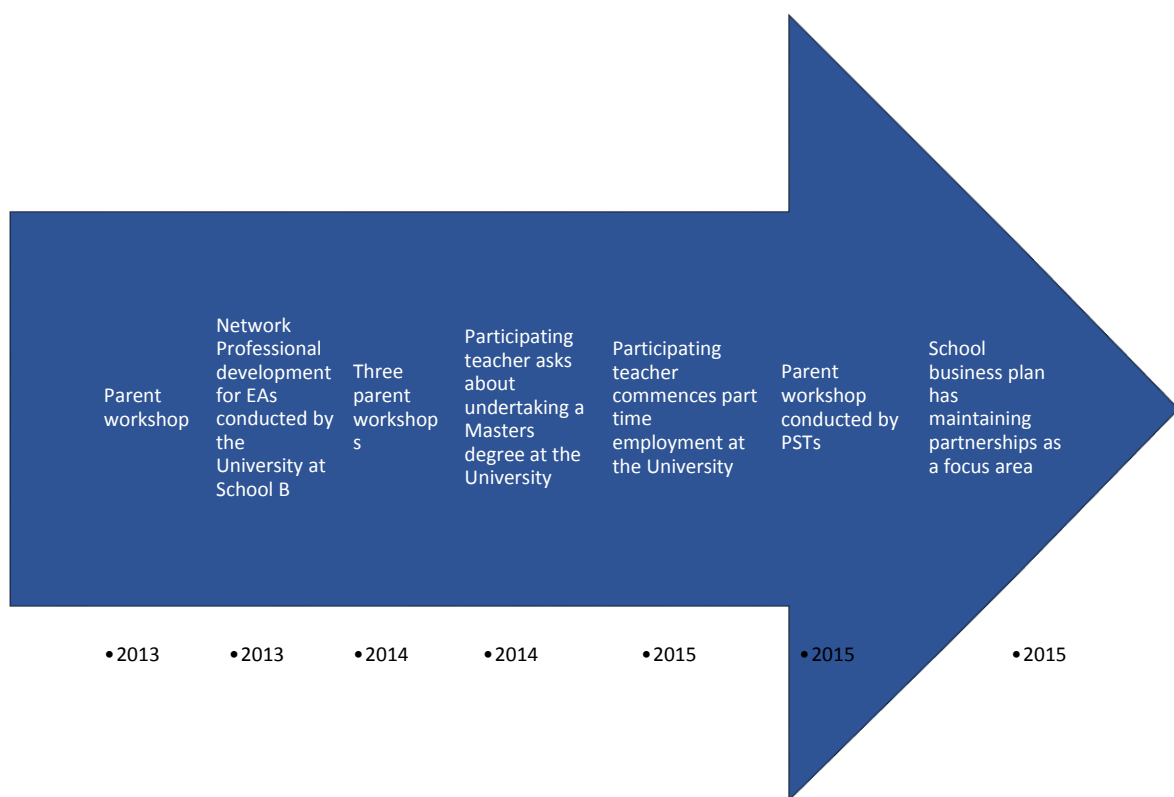 Parent
workshop
Network
Professional
development
for EAs
conducted by
the
University at
School B
Three
parent
workshop
s
Participating
teacher asks
about
undertaking a
Masters
degree at the
University
Participating
teacher
commences part
time
employment at
the University
Parent
workshop
conducted by
PSTs
School
business plan
has
maintaining
partnerships as
a focus area
•2013
•2013
•2014
•2014
•2015
•2015
•2015